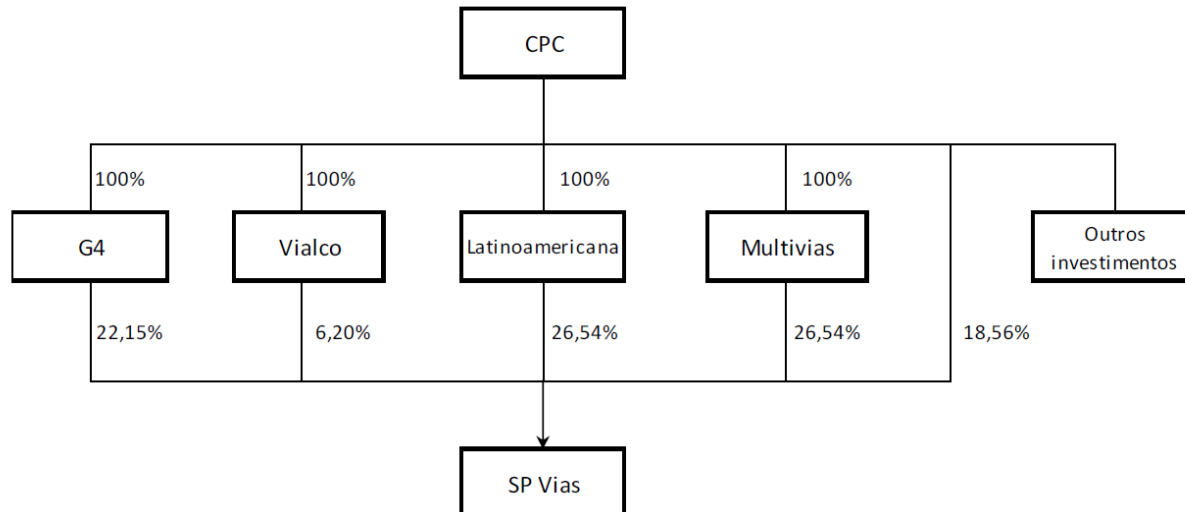 CPC
100%
100%
100%
100%
G4
Vialco
Latinoamericana
Multivias
Outros
investimentos
22,15%
6,20%
26,54%
26,54%
18,56%
SP Vias